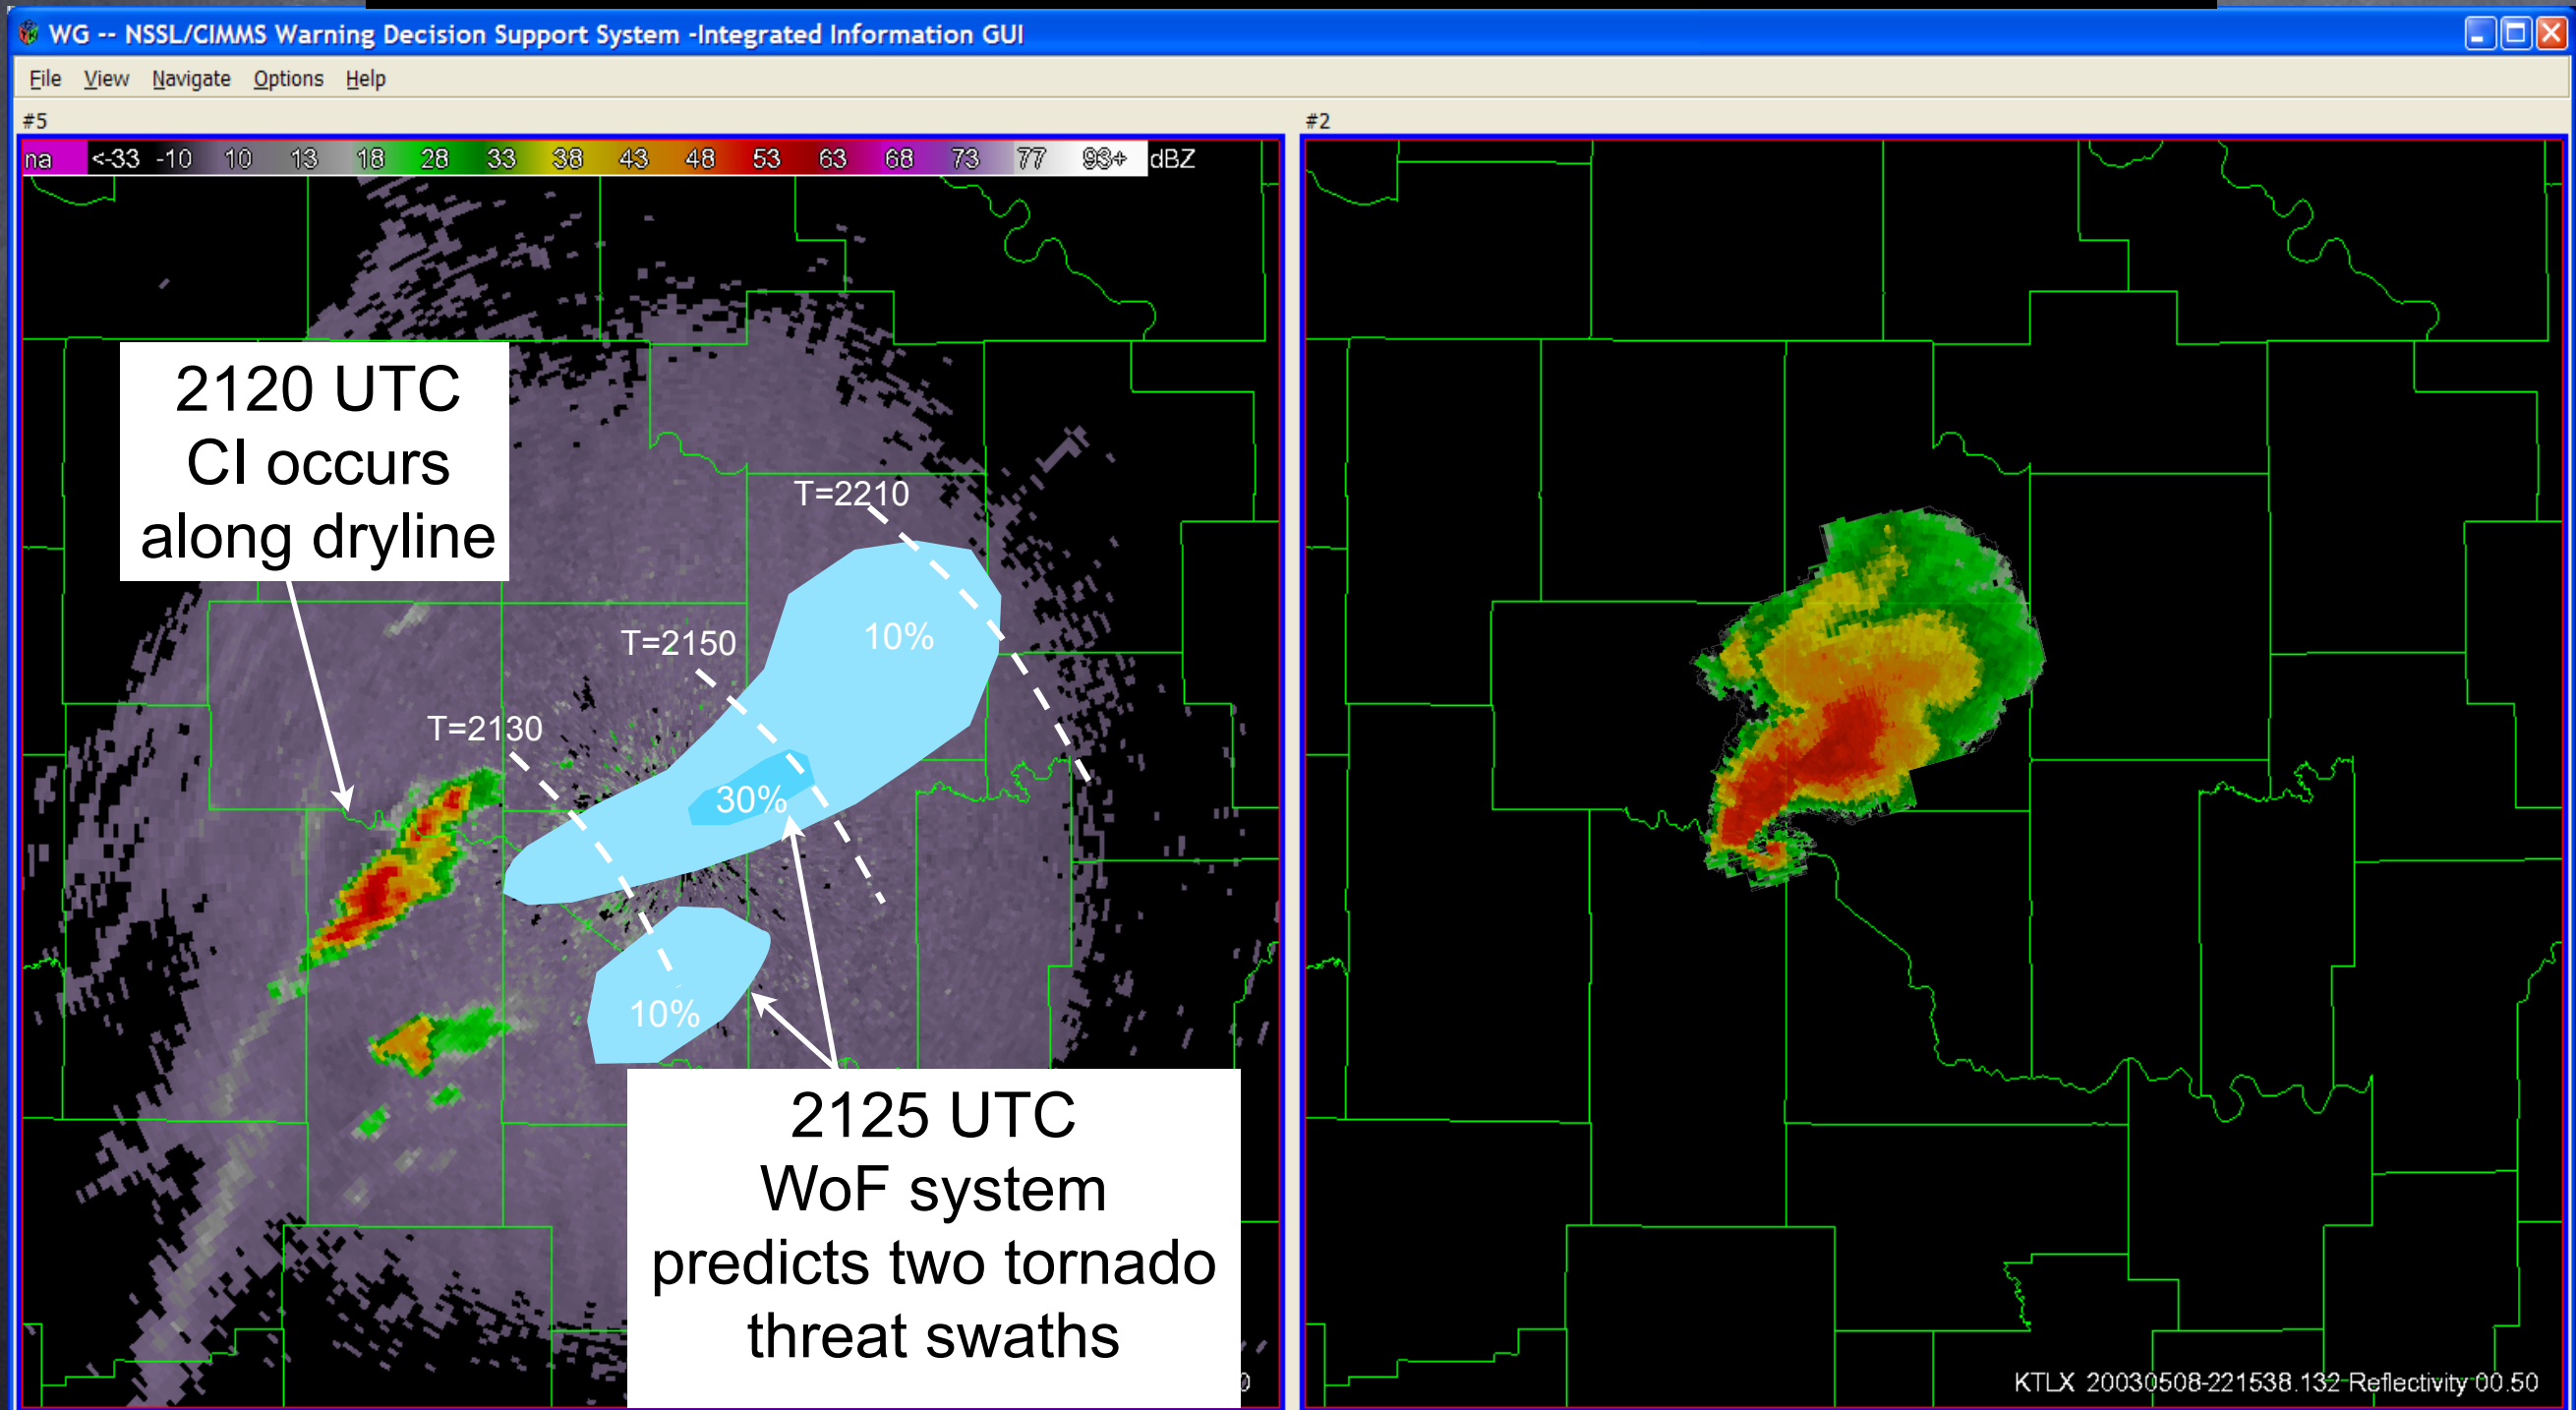 WG -- NSSL/CIMMS Warning Decision Support System -Integrated Information GUI
File View Navigate Options Help
#5
#2
na <-33 -10 10 13 18 28 33 38 43 48 53 63 68 73 77 93+ dBZ
2120 UTC
CI occurs
along dryline
T=2210
10%
T=2150
T=2130
30%
10%
2125 UTC
WoF system
predicts two tornado
threat swaths
0
KTLX 20030508-221538.132 Reflectivity 00.50